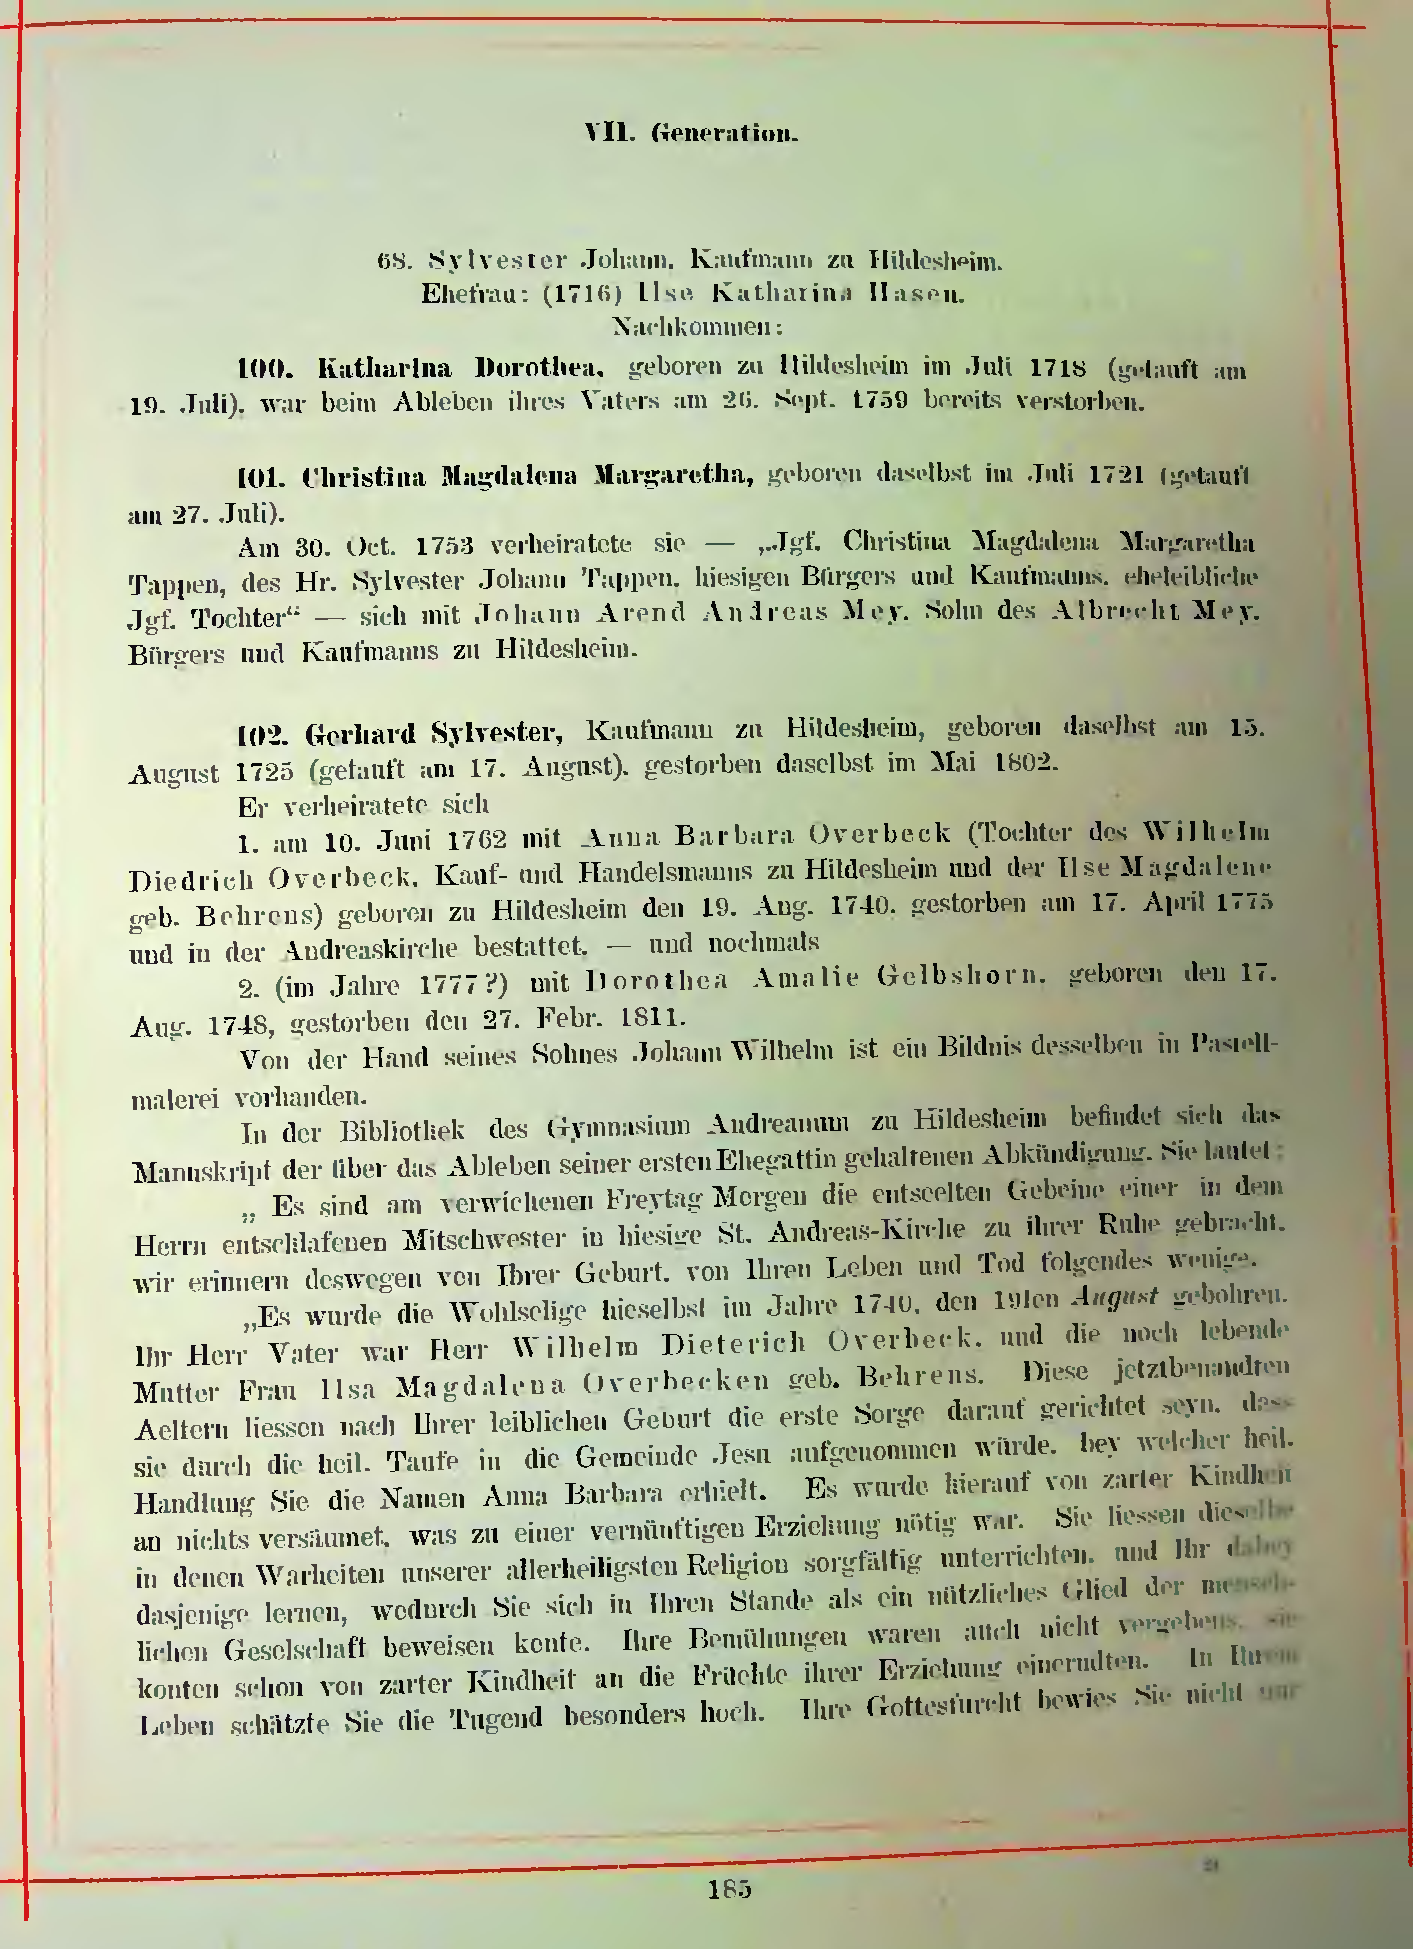 VII. Generation.
68. Sylvester Johann, Kaufmann zu Hildesheim.
Ehefrau: (1716) Ilse Katharina Hasen.
Nachkommen:
100. Katharina Dorothea, geboren zu Hildesheim im Juli 1718 (getauft am
19. Juli), war beim Ableben ihres Vaters am 26. Sept. 1759 bereits verstorben.
101. Christina Magdalena Margaretha, geboren daselbst im Juli 1721 (getauft
am 27. Juli).
Am 30. Oct. 1753 verheiratete sie — „Jgf. Christina Magdalena Margaretha
Tappen, des Hr. Sylvester Johann Tappen, hiesigen Bürgers und Kaufmanns, eheleibliche
Jgf. Tochter“ — sich mit Johann Arend Andreas Mey, Sohn des Albrecht Mey,
Bürgers und Kaufmanns zu Hildesheim.
102. Gerhard Sylvester, Kaufmann zu Hildesheim, geboren daselbst am 15.
August 1725 (getauft am 17. August), gestorben daselbst im Mai 1802.
Er verheiratete sich
1. am 10. Juni 1762 mit Anna Barbara Overbeck (Tochter des Wilhelm
Diedrich Overbeck, Kauf- und Handelsmanns zu Hildesheim und der Ilse Magdalene
geb. Behrens) geboren zu Hildesheim den 19. Aug. 1740, gestorben am 17. April 1775
und in der Andreaskirche bestattet, — und nochmals
2. (im Jahre 1777?) mit Dorothea Amalie Gelbshorn, geboren den 17.
Aug. 1748, gestorben den 27. Febr. 1811.
Von der Hand seines Sohnes Johann Wilhelm ist ein Bildnis desselben in Pastell-
malerei vorhanden.
In der Bibliothek des Gymnasium Andreanum zu Hildesheim befindet sich das
Manuskript der über das Ableben seiner ersten Ehegattin gehaltenen Abkündigung. Sie lautet:
„Es sind am verwichenen Freytag Morgen die entseelten Gebeine einer in dem
Herrn entschlafenen Mitschwester in hiesige St. Andreas-Kirche zu ihrer Ruhe gebracht,
wir erinnern deswegen von Ihrer Geburt, von Ihren Leben und Tod folgendes wenige.
„Es wurde die Wohlselige hieselbst im Jahre 1740, den 19ten August gebohren.
Ihr Herr Vater war Herr Wilhelm Dieterich Overbeck, und die noch lebende
Mutter Frau Ilsa Magdalena Overbecken geb. Behrens. Diese jetztbenandten
Aeltern liessen nach Ihrer leiblichen Geburt die erste Sorge darauf gerichtet seyn, dass
sie durch die heil. Taufe in die Gemeinde Jesu aufgenommen würde, bey welcher heil.
Handlung Sie die Namen Anna Barbara erhielt. Es wurde hierauf von zarter Kindheit
an nichts versäumet, was zu einer vernünftigen Erziehung nötig war. Sie liessen dieselbe
in denen Warheiten unserer allerheiligsten Religion sorgfältig unterrichten, und Ihr dabey
dasjenige lernen, wodurch Sie sich in Ihren Stande als ein nützliches Glied der mensch-
lichen Geselschaft beweisen konte. Ihre Bemühungen waren auch nicht vergebens, sie
konten schon von zarter Kindheit an die Früchte ihrer Erziehung einerndten. In Ihrem
Leben schätzte Sie die Tugend besonders hoch. Ihre Gottesfurcht bewies Sie nicht nur
185